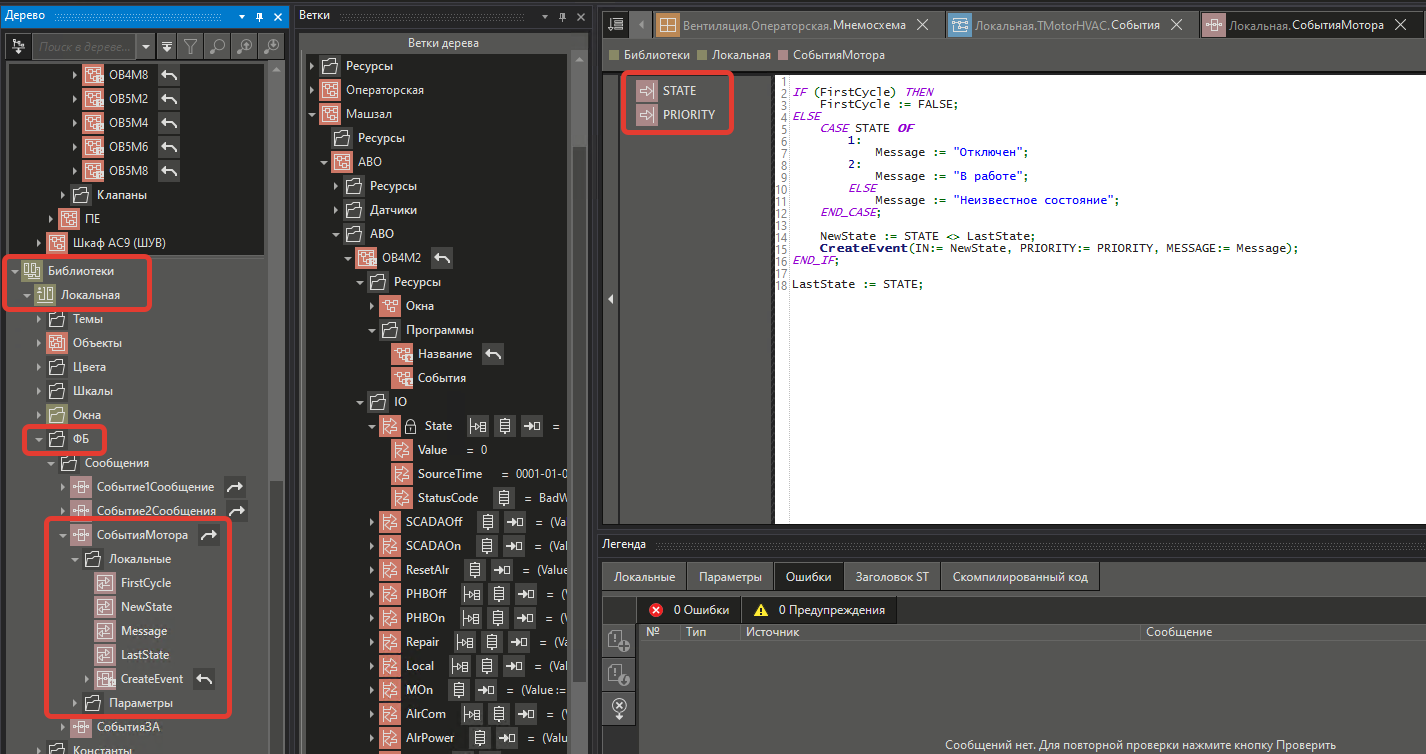 Дерево
Поиск в дереве...
OB4M8
OB5M2
OB5M4
OB5M6
OB5M8
Клапаны
ПЕ
Шкаф АС9 (ШУВ)
Библиотеки
Локальная
Темы
Объекты
Цвета
Шкалы
Окна
ФБ
Сообщения
Событие1Сообщение
Событие2Сообщения
СобытияМотора
Локальные
FirstCycle
NewState
Message
LastState
CreateEvent
Параметры
СобытияЗА
Константы
Ветки
Ветки дерева
Ресурсы
Операторская
Машзал
Ресурсы
АВО
Ресурсы
Датчики
АВО
OB4M2
Ресурсы
Окна
Программы
Название
События
IO
State =
Value = 0
SourceTime = 0001-01-0
StatusCode = BadW
SCADAOff = (Val
SCADAOn = (Val
ResetAlr = (Value
PHBOff = (V
PHBOn = (V
Repair = (Va
Local = (Val
MOn = (Value :=
AlrCom = (V
AlrPower = (Val
Вентиляция.Операторская.Мнемосхема
Локальная.TMotorHVAC.События
Локальная.СобытияМотора
Библиотеки Локальная СобытияМотора
STATE
PRIORITY
1
2 IF (FirstCycle) THEN
3 FirstCycle := FALSE;
4 ELSE
5 CASE STATE OF
6 1:
7 Message := "Отключен";
8 2:
9 Message := "В работе";
10 ELSE
11 Message := "Неизвестное состояние";
12 END_CASE;
13
14 NewState := STATE <> LastState;
15 CreateEvent(IN:= NewState, PRIORITY:= PRIORITY, MESSAGE:= Message);
16 END_IF;
17
18 LastState := STATE;
Легенда
Локальные Параметры Ошибки Заголовок ST Скомпилированный код
0 Ошибки 0 Предупреждения
№ Тип Источник Сообщение
Сообщений нет. Для повторной проверки нажмите кнопку Проверить